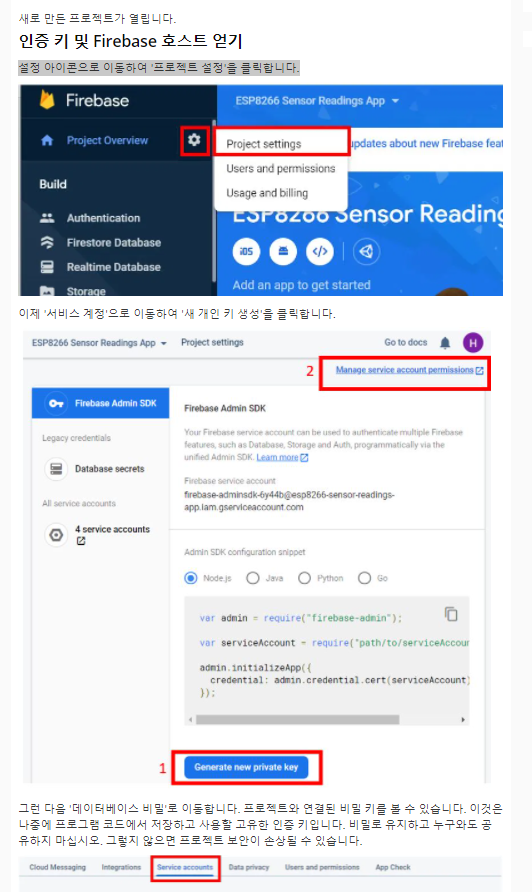 새로 만든 프로젝트가 열립니다.
인증 키 및 Firebase 호스트 얻기
설정 아이콘으로 이동하여 '프로젝트 설정'을 클릭합니다.
Firebase
ESP8266 Sensor Readings App
Project Overview
Project settings
updates about new Firebase feat
Users and permissions
Usage and billing
Build
Authentication
ESP8266 Sensor Reading
Firestore Database
iOS
Realtime Database
Storage
Add an app to get started
이제 '서비스 계정'으로 이동하여 '새 개인 키 생성'을 클릭합니다.
ESP8266 Sensor Readings App
Project settings
Go to docs
H
2
Manage service account permissions
Firebase Admin SDK
Firebase Admin SDK
Legacy credentials
Your Firebase service account can be used to authenticate multiple Firebase
features, such as Database, Storage and Auth, programmatically via the
unified Admin SDK. Learn more
Database secrets
Firebase service account
firebase-adminsdk-6y44b@esp8266-sensor-readings-
app.iam.gserviceaccount.com
All service accounts
4 service accounts
Admin SDK configuration snippet
Node.js
Java
Python
Go
var admin = require("firebase-admin");
var serviceAccount = require("path/to/serviceAccoun
admin.initializeApp({
credential: admin.credential.cert(serviceAccount)
});
1
Generate new private key
그런 다음 '데이터베이스 비밀'로 이동합니다. 프로젝트와 연결된 비밀 키를 볼 수 있습니다. 이것은
나중에 프로그램 코드에서 저장하고 사용할 고유한 인증 키입니다. 비밀로 유지하고 누구와도 공
유하지 마십시오. 그렇지 않으면 프로젝트 보안이 손상될 수 있습니다.
Cloud Messaging
Integrations
Service accounts
Data privacy
Users and permissions
App Check